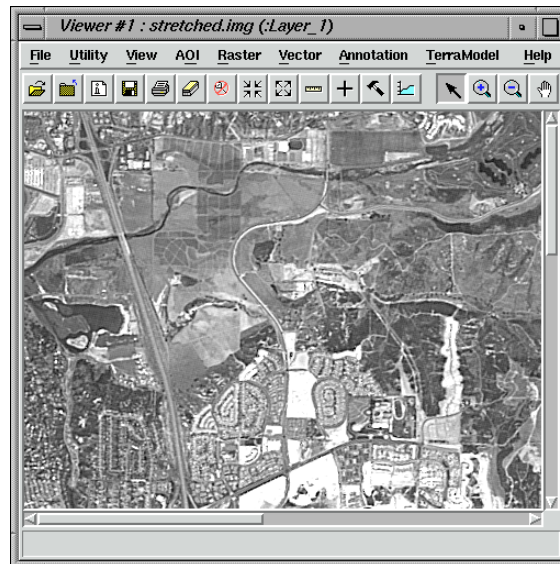 Viewer #1 : stretched.img (:Layer_1)
File Utility View AOI Raster Vector Annotation TerraModel Help